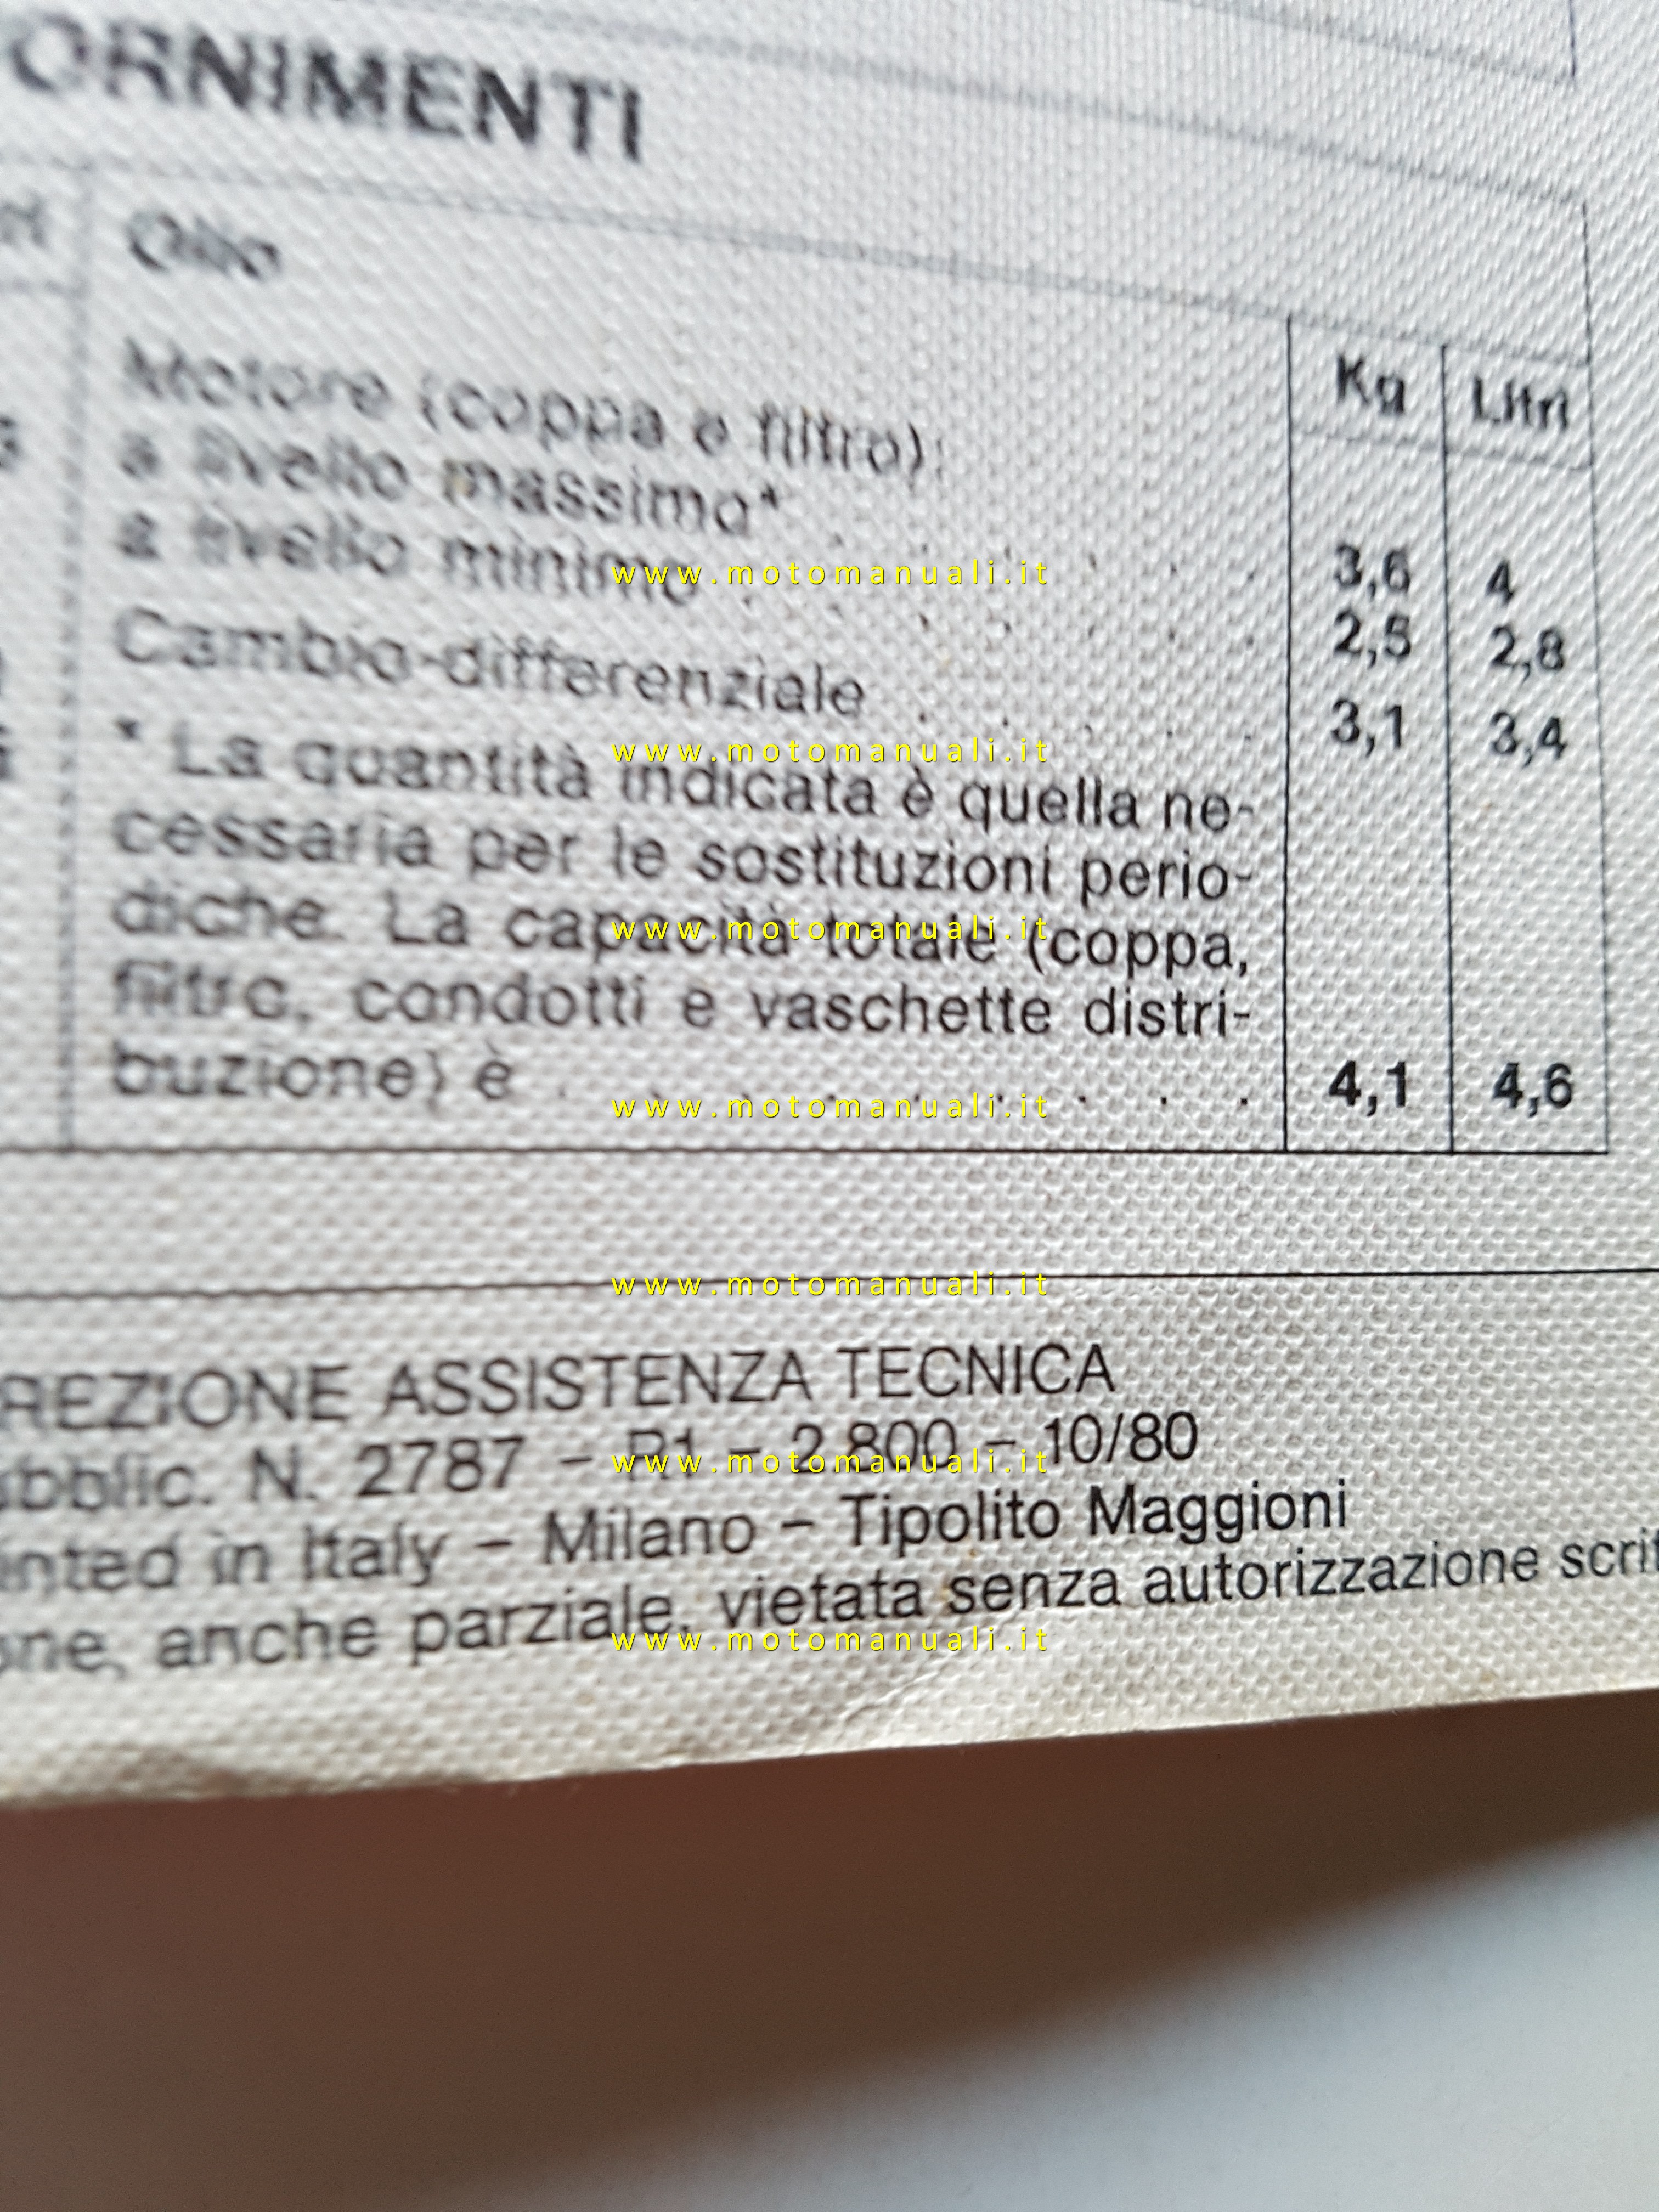 ORNIMENTI
Olio
Kg Litri
Motore (coppa e filtro):
a livello massimo* 3,6 4
a livello minimo 2,5 2,8
Cambio-differenziale 3,1 3,4
* La quantità indicata è quella ne-
cessaria per le sostituzioni perio-
diche. La capacità totale (coppa,
filtro, condotti e vaschette distri-
buzione) è 4,1 4,6
REZIONE ASSISTENZA TECNICA
ubblic. N. 2787 – R1 – 2.800 – 10/80
inted in Italy – Milano – Tipolito Maggioni
one, anche parziale, vietata senza autorizzazione scrit
www.motomanuali.it
www.motomanuali.it
www.motomanuali.it
www.motomanuali.it
www.motomanuali.it
www.motomanuali.it
www.motomanuali.it